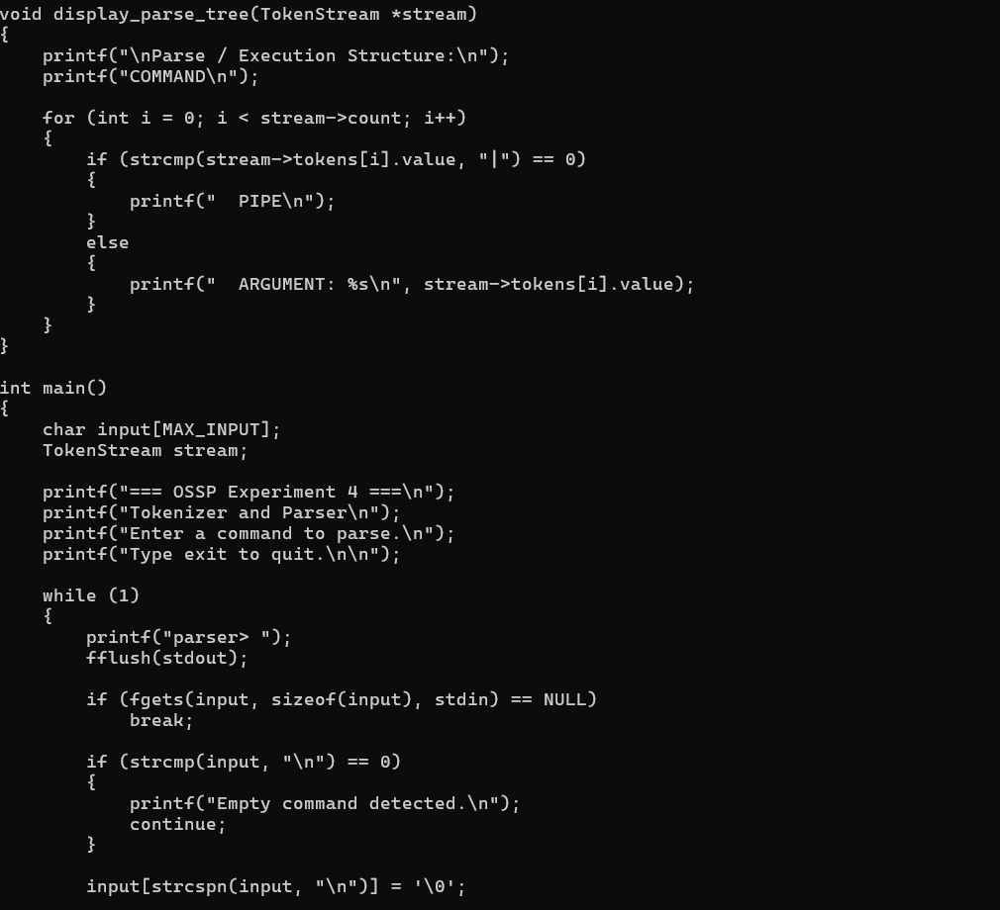 void display_parse_tree(TokenStream *stream)
{
    printf("\nParse / Execution Structure:\n");
    printf("COMMAND\n");

    for (int i = 0; i < stream->count; i++)
    {
        if (strcmp(stream->tokens[i].value, "|") == 0)
        {
            printf("  PIPE\n");
        }
        else
        {
            printf("  ARGUMENT: %s\n", stream->tokens[i].value);
        }
    }
}

int main()
{
    char input[MAX_INPUT];
    TokenStream stream;

    printf("=== OSSP Experiment 4 ===\n");
    printf("Tokenizer and Parser\n");
    printf("Enter a command to parse.\n");
    printf("Type exit to quit.\n\n");

    while (1)
    {
        printf("parser> ");
        fflush(stdout);

        if (fgets(input, sizeof(input), stdin) == NULL)
            break;

        if (strcmp(input, "\n") == 0)
        {
            printf("Empty command detected.\n");
            continue;
        }

        input[strcspn(input, "\n")] = '\0';